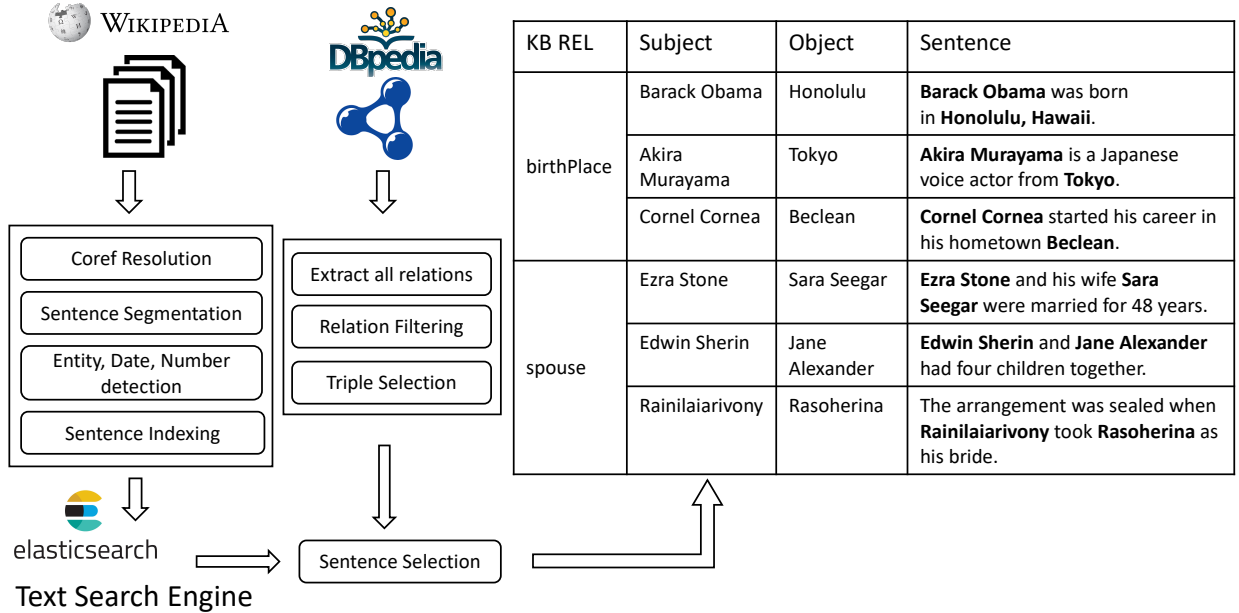 WIKIPEDIA
DBpedia
Coref Resolution
Sentence Segmentation
Entity, Date, Number
detection
Sentence Indexing
Extract all relations
Relation Filtering
Triple Selection
elasticsearch
Text Search Engine
Sentence Selection
KB REL Subject Object Sentence
birthPlace
Barack Obama Honolulu Barack Obama was born
in Honolulu, Hawaii.
Akira Tokyo Akira Murayama is a Japanese
Murayama voice actor from Tokyo.
Cornel Cornea Beclean Cornel Cornea started his career in
his hometown Beclean.
spouse
Ezra Stone Sara Seegar Ezra Stone and his wife Sara
Seegar were married for 48 years.
Edwin Sherin Jane Edwin Sherin and Jane Alexander
Alexander had four children together.
Rainilaiarivony Rasoherina The arrangement was sealed when
Rainilaiarivony took Rasoherina as
his bride.